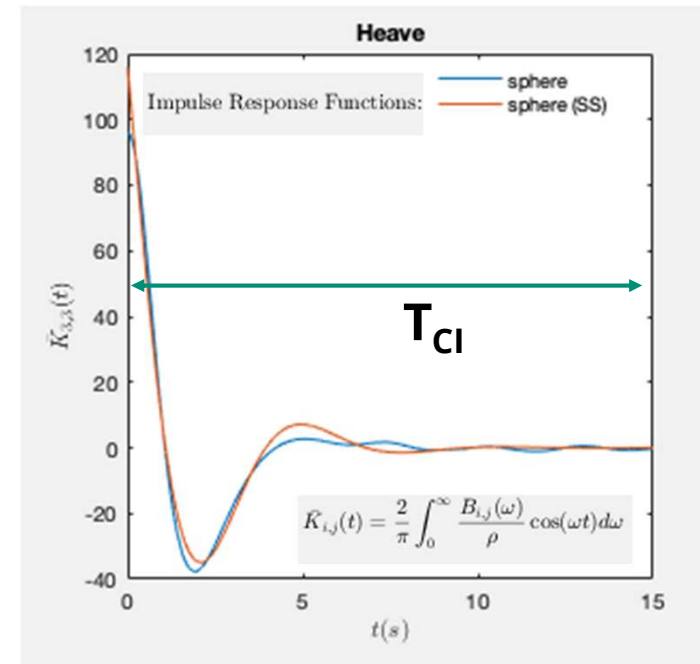 Heave
120
100
80
60
40
20
0
-20
-40
K̄₃,₃(t)
Impulse Response Functions:
sphere
sphere (SS)
T_CI
K̄ᵢ,ⱼ(t) = 2/π ∫₀^∞ Bᵢ,ⱼ(ω)/ρ cos(ωt)dω
0 5 10 15
t(s)